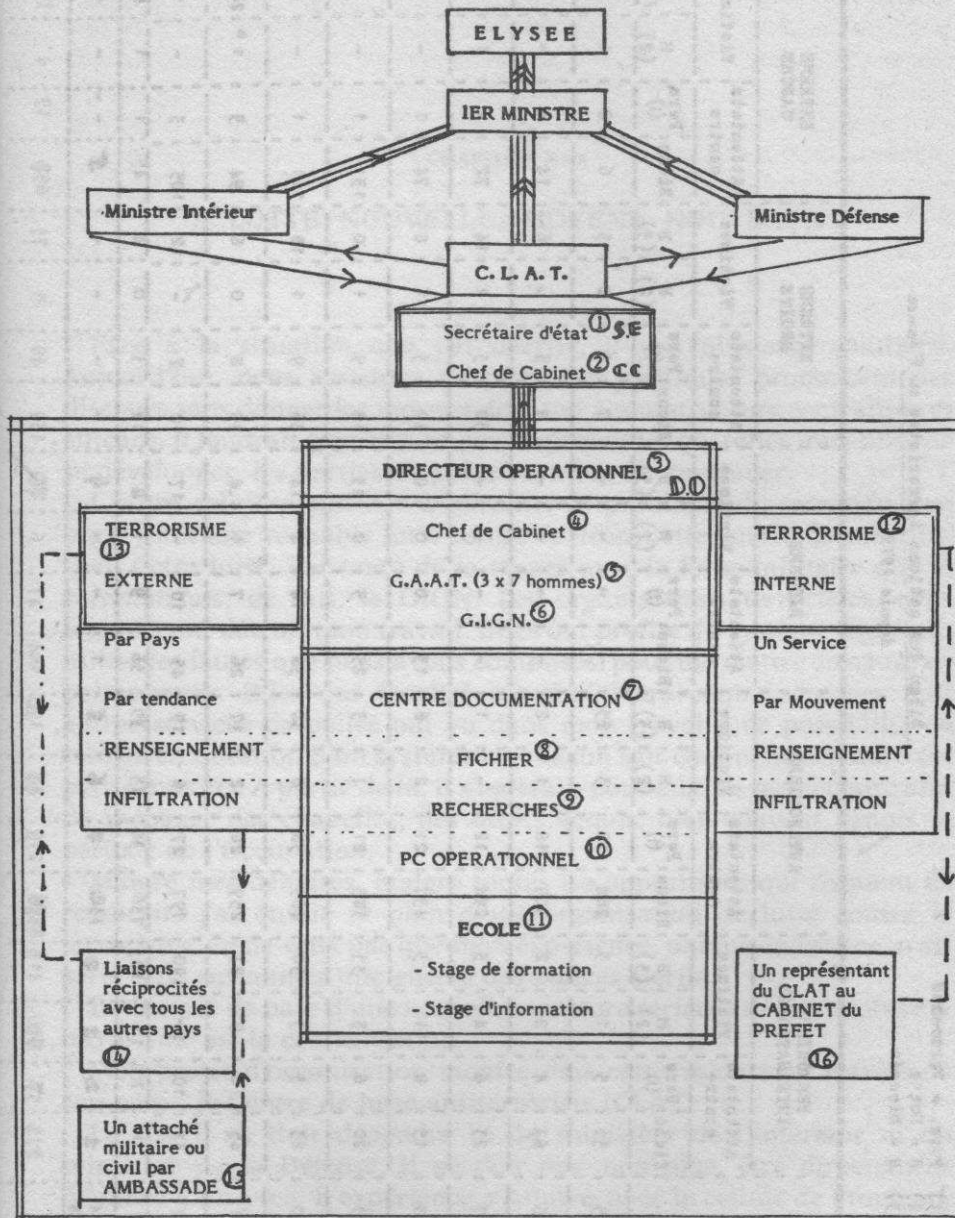 ELYSEE
1ER MINISTRE
Ministre Intérieur
Ministre Défense
C. L. A. T.
Secrétaire d'état ① S.E
Chef de Cabinet ② CC
DIRECTEUR OPERATIONNEL ③ D.O
TERRORISME
⑬
EXTERNE
Par Pays
Par tendance
RENSEIGNEMENT
INFILTRATION
Chef de Cabinet ④
G.A.A.T. (3 x 7 hommes) ⑤
G.I.G.N. ⑥
CENTRE DOCUMENTATION ⑦
FICHIER ⑧
RECHERCHES ⑨
PC OPERATIONNEL ⑩
ECOLE ⑪
- Stage de formation
- Stage d'information
TERRORISME ⑫
INTERNE
Un Service
Par Mouvement
RENSEIGNEMENT
INFILTRATION
Liaisons
réciprocités
avec tous les
autres pays
⑭
Un attaché
militaire ou
civil par
AMBASSADE ⑮
Un représentant
du CLAT au
CABINET du
PREFET
⑯